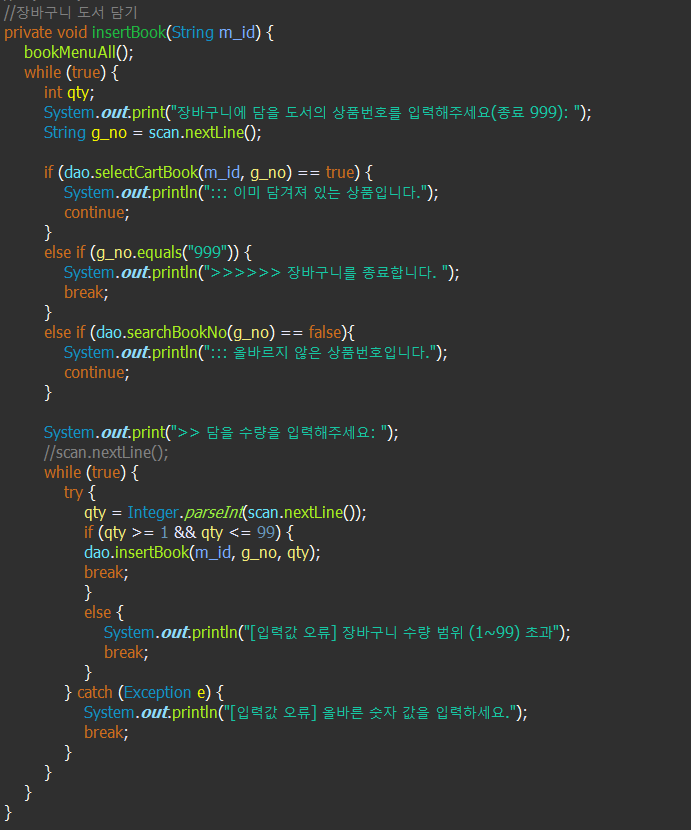 //장바구니 도서 담기
private void insertBook(String m_id) {
bookMenuAll();
while (true) {
int qty;
System.out.print("장바구니에 담을 도서의 상품번호를 입력해주세요(종료 999): ");
String g_no = scan.nextLine();
if (dao.selectCartBook(m_id, g_no) == true) {
System.out.println("::: 이미 담겨져 있는 상품입니다.");
continue;
}
else if (g_no.equals("999")) {
System.out.println(">>>>>> 장바구니를 종료합니다. ");
break;
}
else if (dao.searchBookNo(g_no) == false){
System.out.println("::: 올바르지 않은 상품번호입니다.");
continue;
}
System.out.print(">> 담을 수량을 입력해주세요: ");
//scan.nextLine();
while (true) {
try {
qty = Integer.parseInt(scan.nextLine());
if (qty >= 1 && qty <= 99) {
dao.insertBook(m_id, g_no, qty);
break;
}
else {
System.out.println("[입력값 오류] 장바구니 수량 범위 (1~99) 초과");
break;
}
} catch (Exception e) {
System.out.println("[입력값 오류] 올바른 숫자 값을 입력하세요.");
break;
}
}
}
}